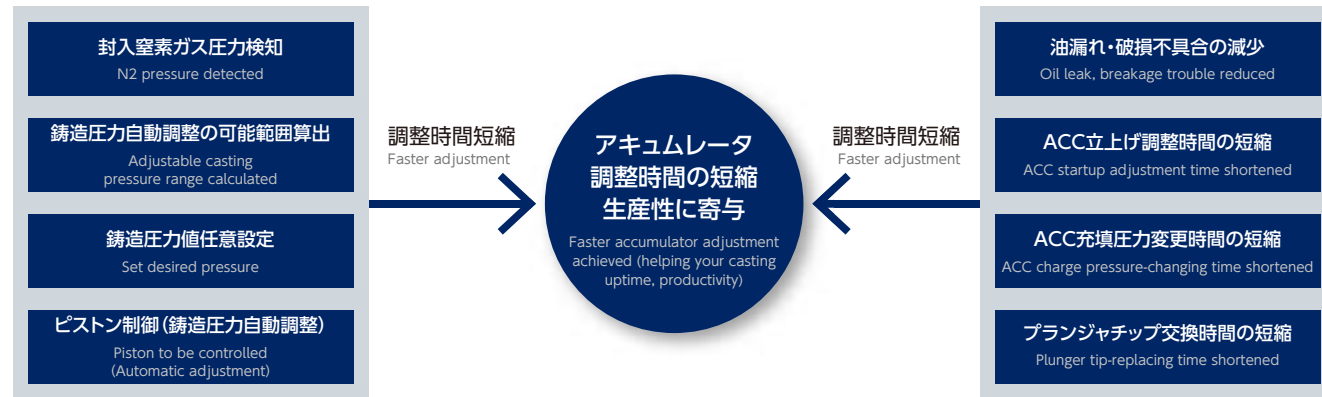 封入窒素ガス圧力検知
N2 pressure detected
鋳造圧力自動調整の可能範囲算出
Adjustable casting
pressure range calculated
鋳造圧力値任意設定
Set desired pressure
ピストン制御(鋳造圧力自動調整)
Piston to be controlled
(Automatic adjustment)
調整時間短縮
Faster adjustment
アキュムレータ
調整時間の短縮
生産性に寄与
Faster accumulator adjustment
achieved (helping your casting
uptime, productivity)
調整時間短縮
Faster adjustment
油漏れ・破損不具合の減少
Oil leak, breakage trouble reduced
ACC立上げ調整時間の短縮
ACC startup adjustment time shortened
ACC充填圧力変更時間の短縮
ACC charge pressure-changing time shortened
プランジャチップ交換時間の短縮
Plunger tip-replacing time shortened